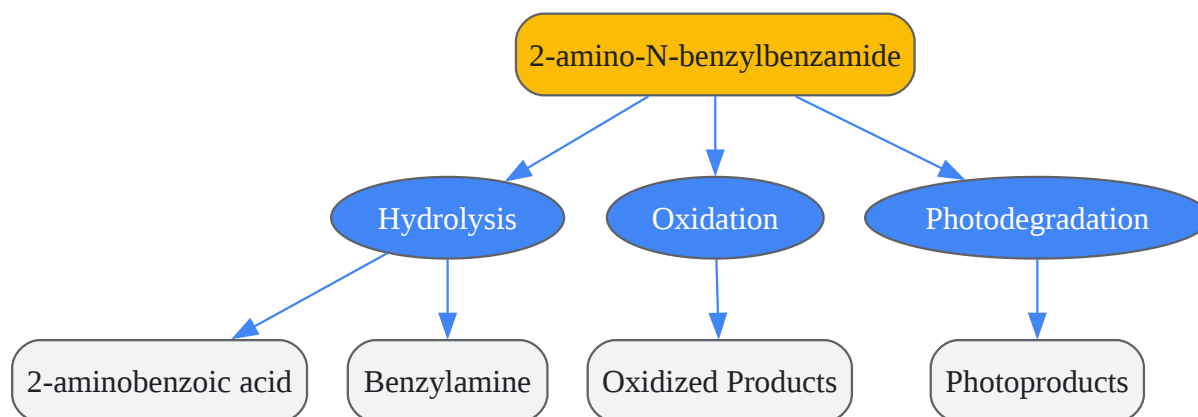 2-amino-N-benzylbenzamide
Hydrolysis
Oxidation
Photodegradation
2-aminobenzoic acid
Benzylamine
Oxidized Products
Photoproducts